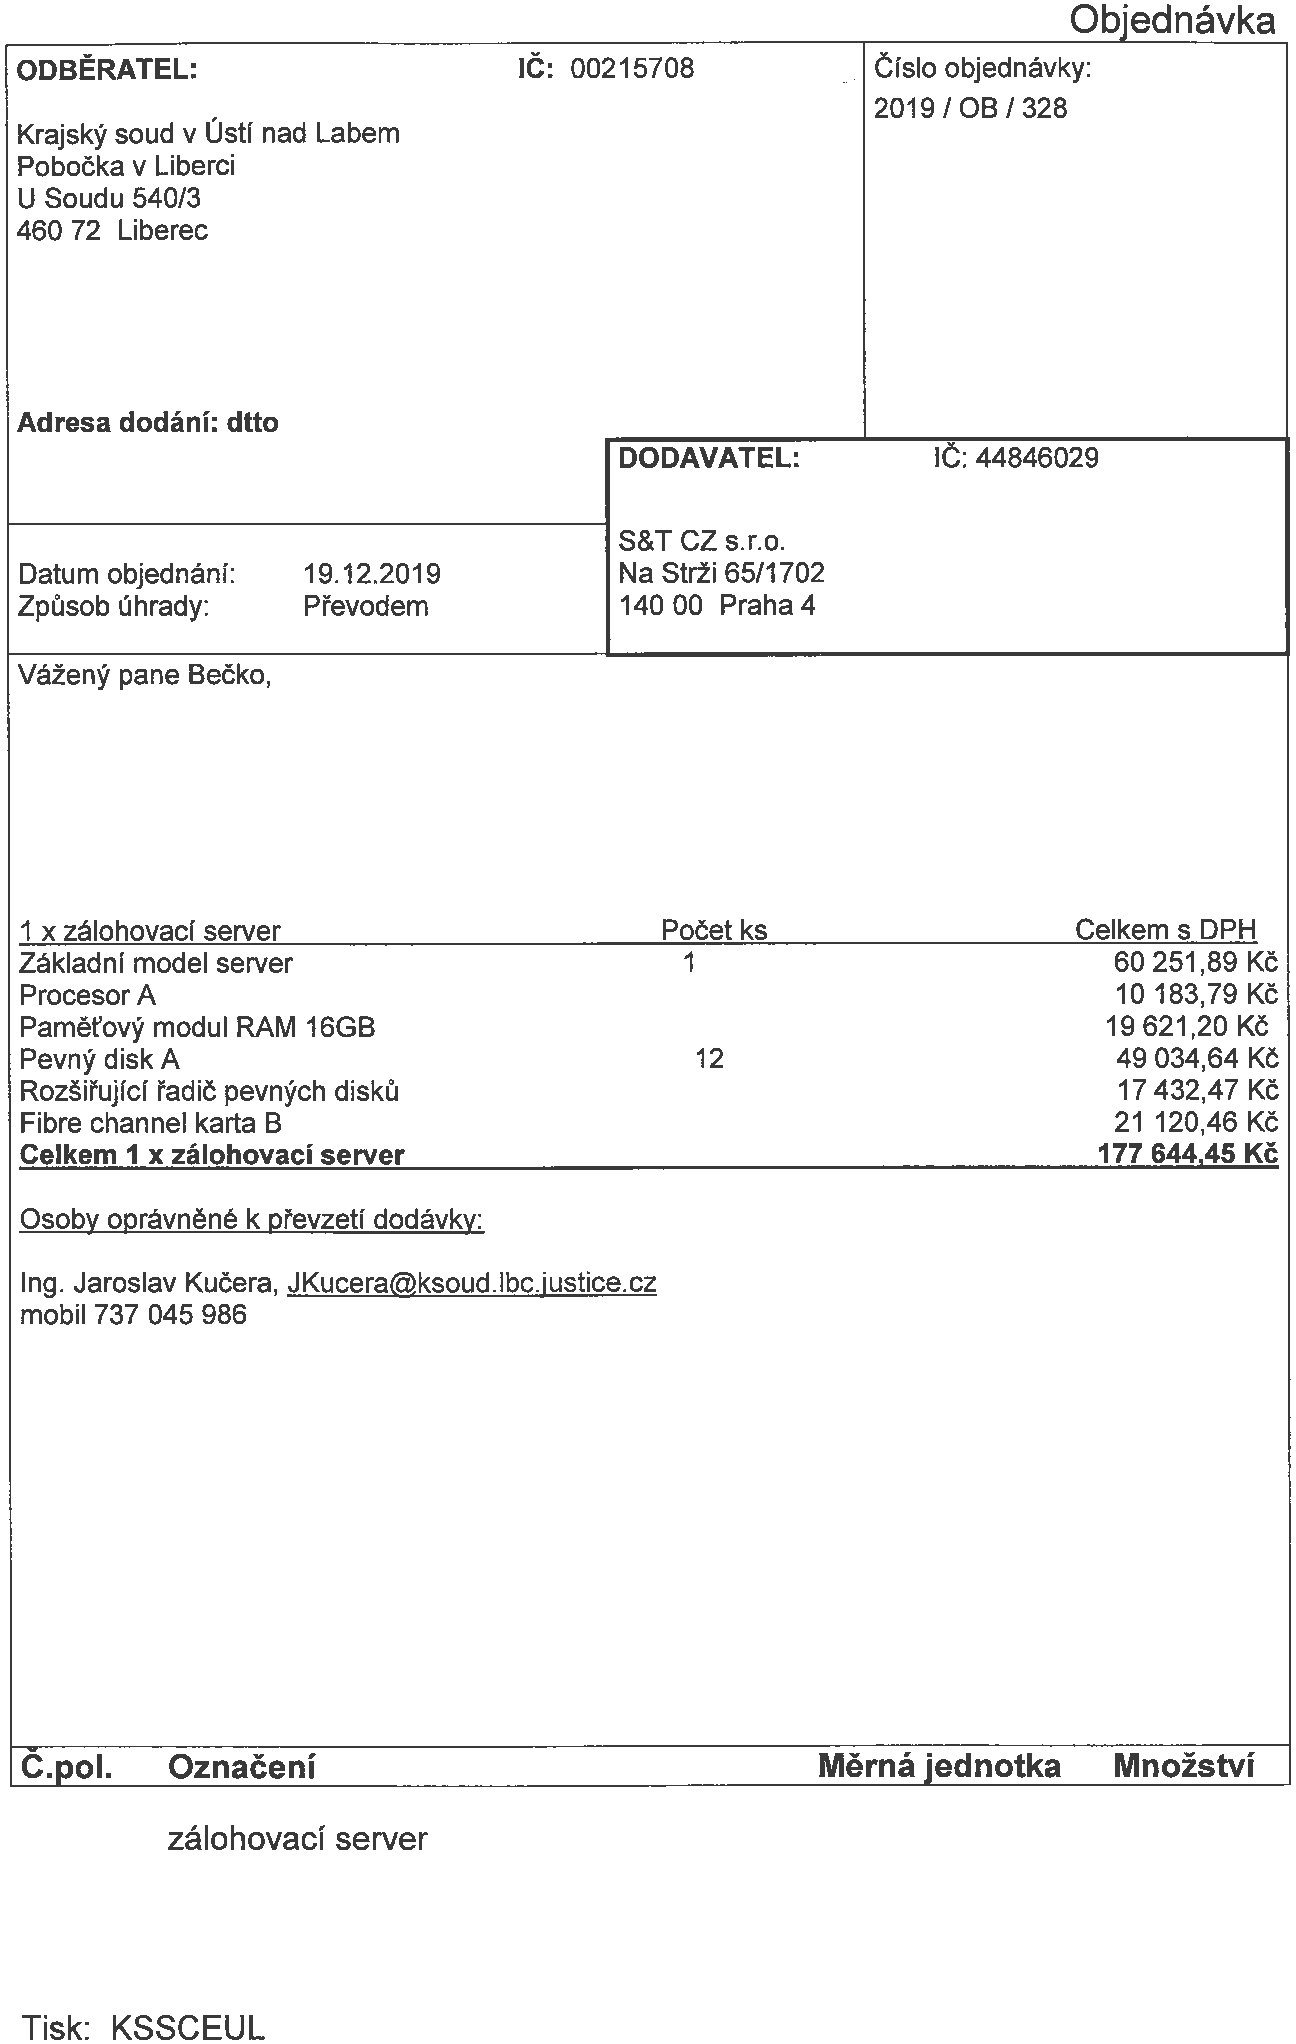 Objednávka
ODBĚRATEL: IČ: 00215708
Číslo objednávky:
2019 / OB / 328
Krajský soud v Ústí nad Labem
Pobočka v Liberci
U Soudu 540/3
460 72 Liberec
Adresa dodání: dtto
DODAVATEL: IČ: 44846029
S&T CZ s.r.o.
Na Strži 65/1702
140 00 Praha 4
Datum objednání: 19.12.2019
Způsob úhrady: Převodem
Vážený pane Bečko,
1 x zálohovací server Počet ks Celkem s DPH
Základní model server 1 60 251,89 Kč
Procesor A 10 183,79 Kč
Paměťový modul RAM 16GB 19 621,20 Kč
Pevný disk A 12 49 034,64 Kč
Rozšiřující řadič pevných disků 17 432,47 Kč
Fibre channel karta B 21 120,46 Kč
Celkem 1 x zálohovací server 177 644,45 Kč
Osoby oprávněné k převzetí dodávky:
Ing. Jaroslav Kučera, JKucera@ksoud.lbc.justice.cz
mobil 737 045 986
Č.pol. Označení Měrná jednotka Množství
zálohovací server
Tisk: KSSCEUL